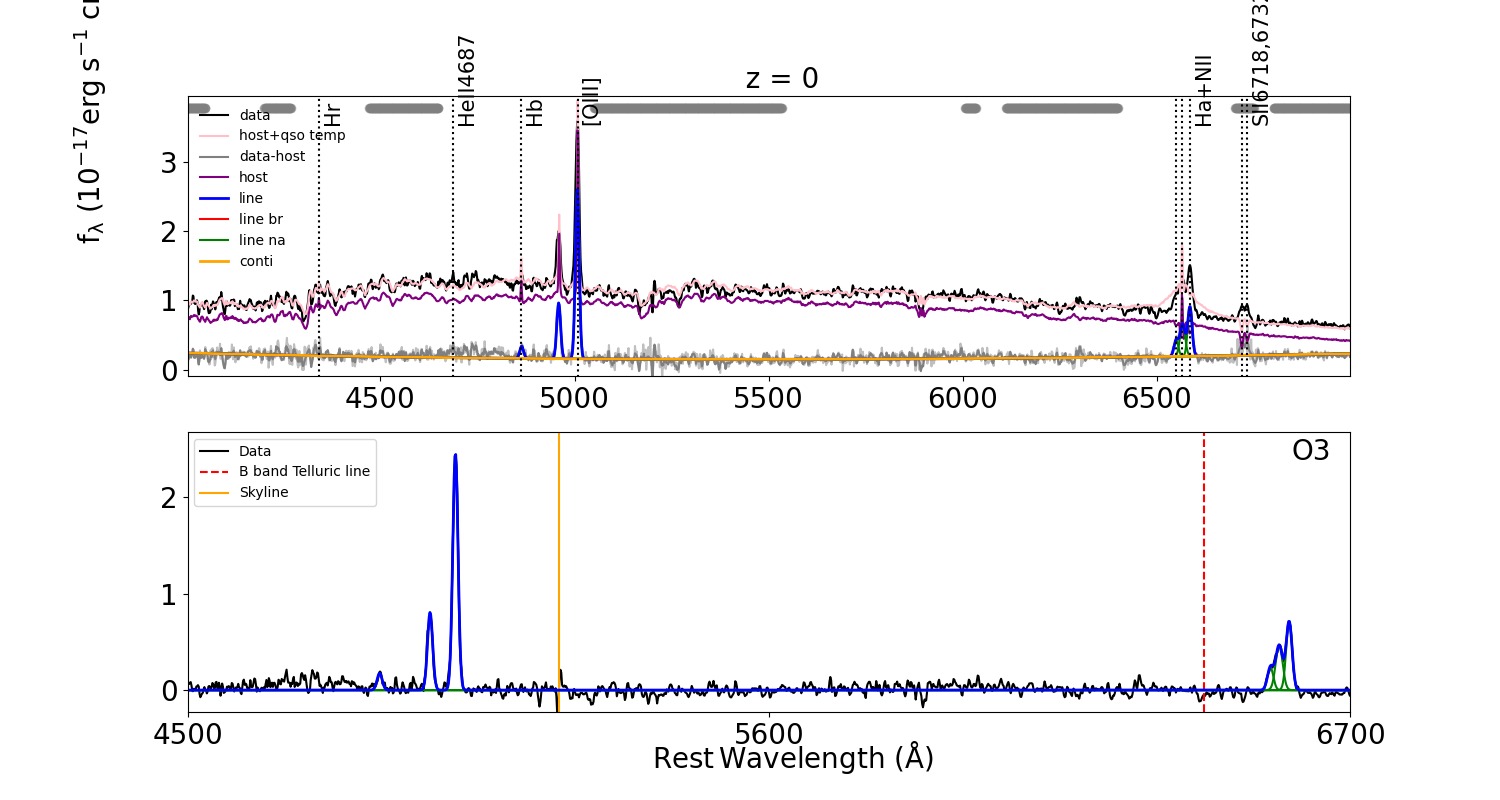 z = 0
f_λ (10^−17 erg s^−1
Hr
HeII4687
Hb
[OIII]
Ha+NII
SII6718,673
data
host+qso temp
data-host
host
line
line br
line na
conti
3
2
1
0
4500 5000 5500 6000 6500
O3
Data
B band Telluric line
Skyline
2
1
0
4500 5600 6700
Rest Wavelength (Å)